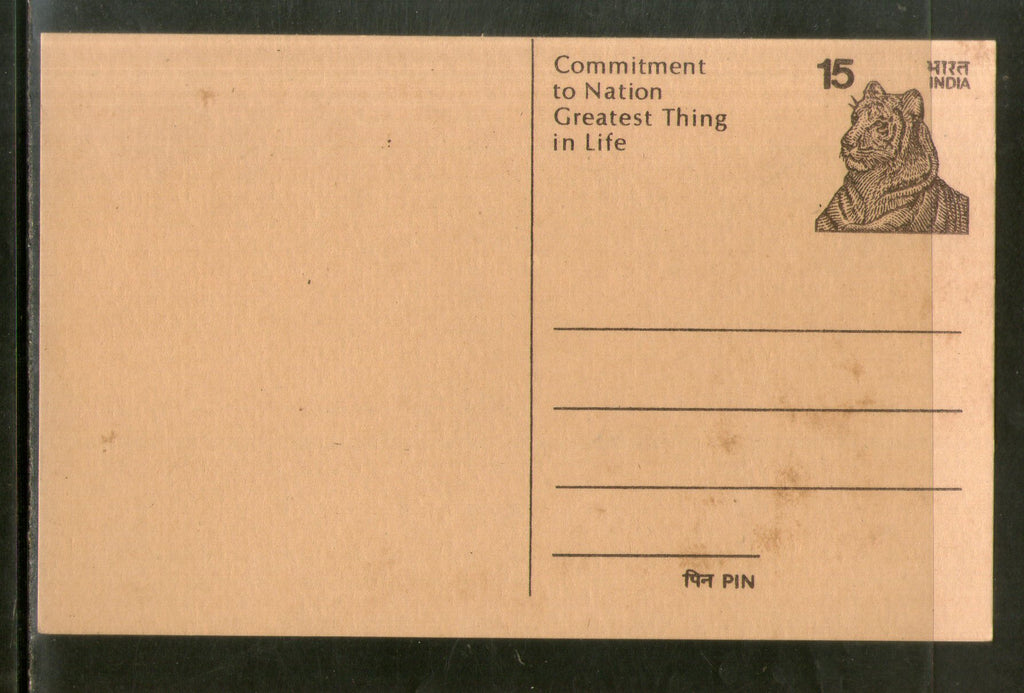 Commitment
to Nation
Greatest Thing
in Life
15
भारत
INDIA
पिन PIN